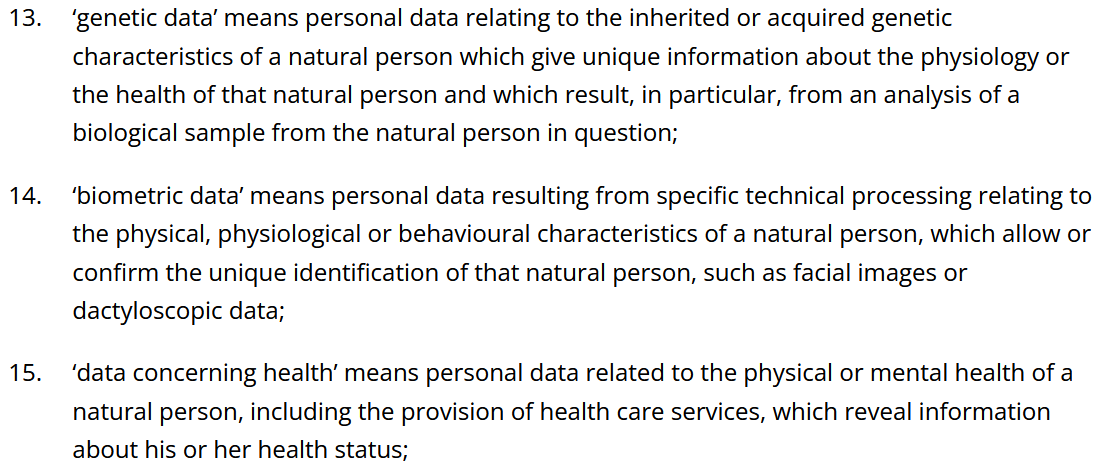 13. ‘genetic data’ means personal data relating to the inherited or acquired genetic
characteristics of a natural person which give unique information about the physiology or
the health of that natural person and which result, in particular, from an analysis of a
biological sample from the natural person in question;
14. ‘biometric data’ means personal data resulting from specific technical processing relating to
the physical, physiological or behavioural characteristics of a natural person, which allow or
confirm the unique identification of that natural person, such as facial images or
dactyloscopic data;
15. ‘data concerning health’ means personal data related to the physical or mental health of a
natural person, including the provision of health care services, which reveal information
about his or her health status;